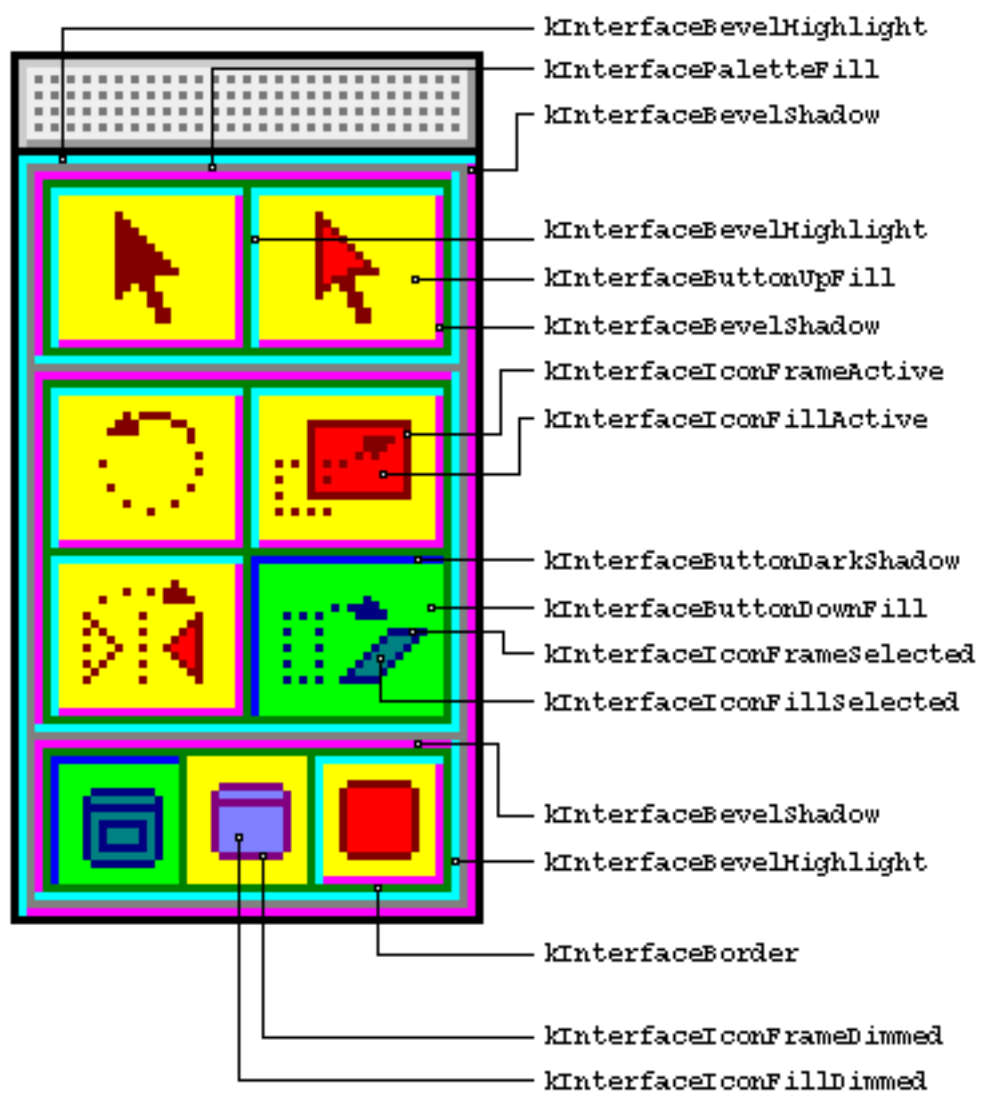 kInterfaceBevelHighlight
kInterfacePaletteFill
kInterfaceBevelShadow
kInterfaceBevelHighlight
kInterfaceButtonUpFill
kInterfaceBevelShadow
kInterfaceIconFrameActive
kInterfaceIconFillActive
kInterfaceButtonDarkShadow
kInterfaceButtonDownFill
kInterfaceIconFrameSelected
kInterfaceIconFillSelected
kInterfaceBevelShadow
kInterfaceBevelHighlight
kInterfaceBorder
kInterfaceIconFrameDimmed
kInterfaceIconFillDimmed